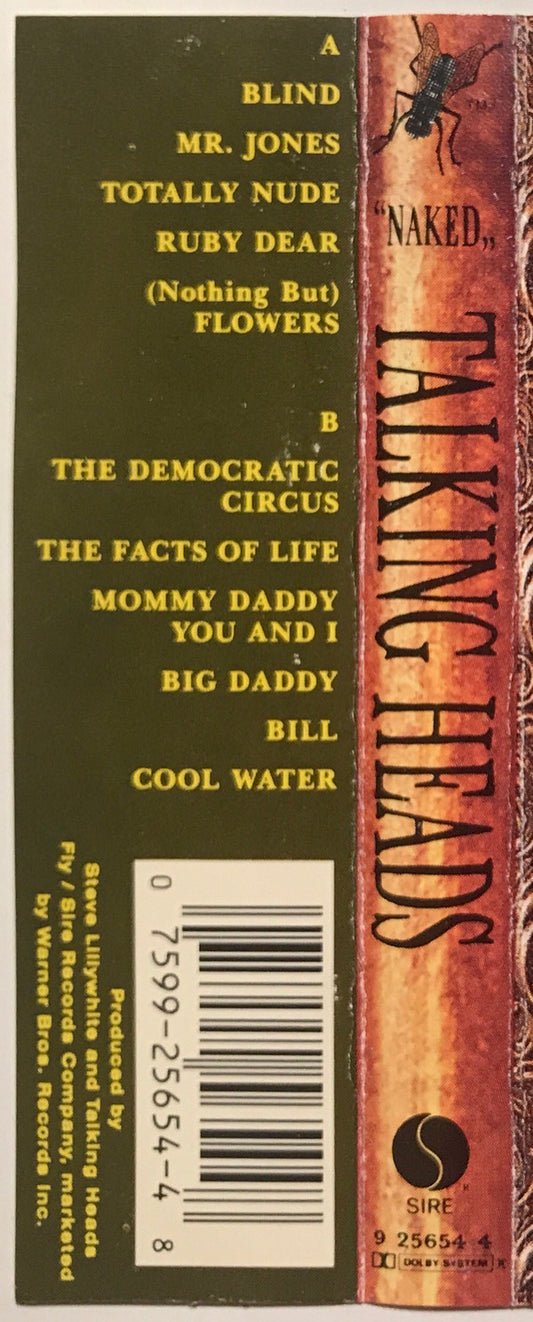 A
BLIND
MR. JONES
TOTALLY NUDE
RUBY DEAR
(Nothing But)
FLOWERS
B
THE DEMOCRATIC
CIRCUS
THE FACTS OF LIFE
MOMMY DADDY
YOU AND I
BIG DADDY
BILL
COOL WATER
0 7599-25654-4 8
Produced by
Steve Lillywhite and Talking Heads
Fly / Sire Records Company, marketed
by Warner Bros. Records Inc.
TM
"NAKED„
TALKING HEADS
SIRE
9 25654 4
DOLBY SYSTEM